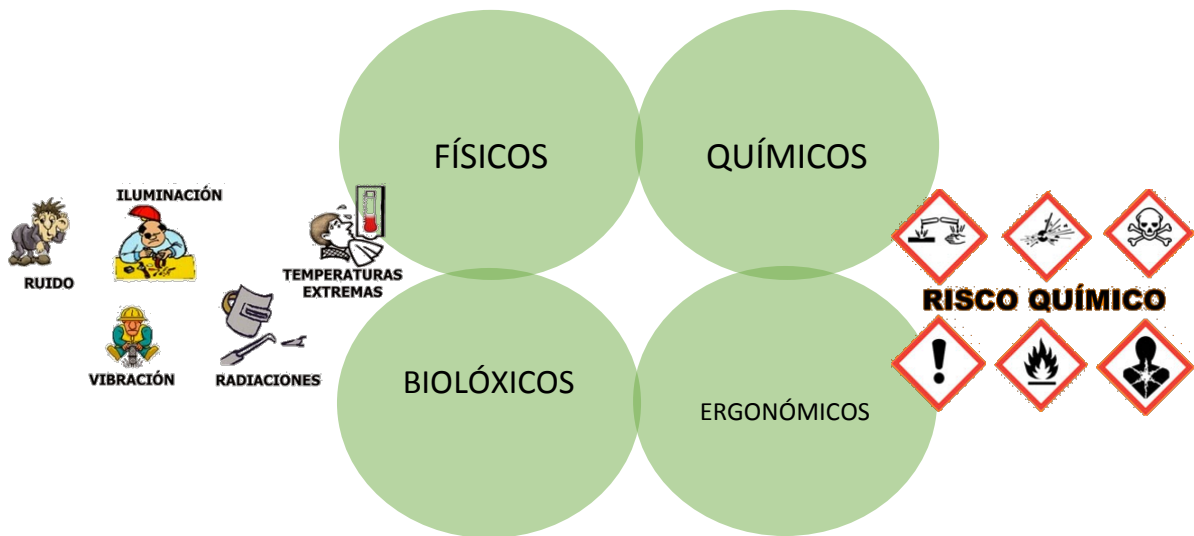 FÍSICOS
QUÍMICOS
ILUMINACIÓN
RUIDO
TEMPERATURAS
EXTREMAS
VIBRACIÓN
RADIACIONES
RISCO QUÍMICO
BIOLÓXICOS
ERGONÓMICOS